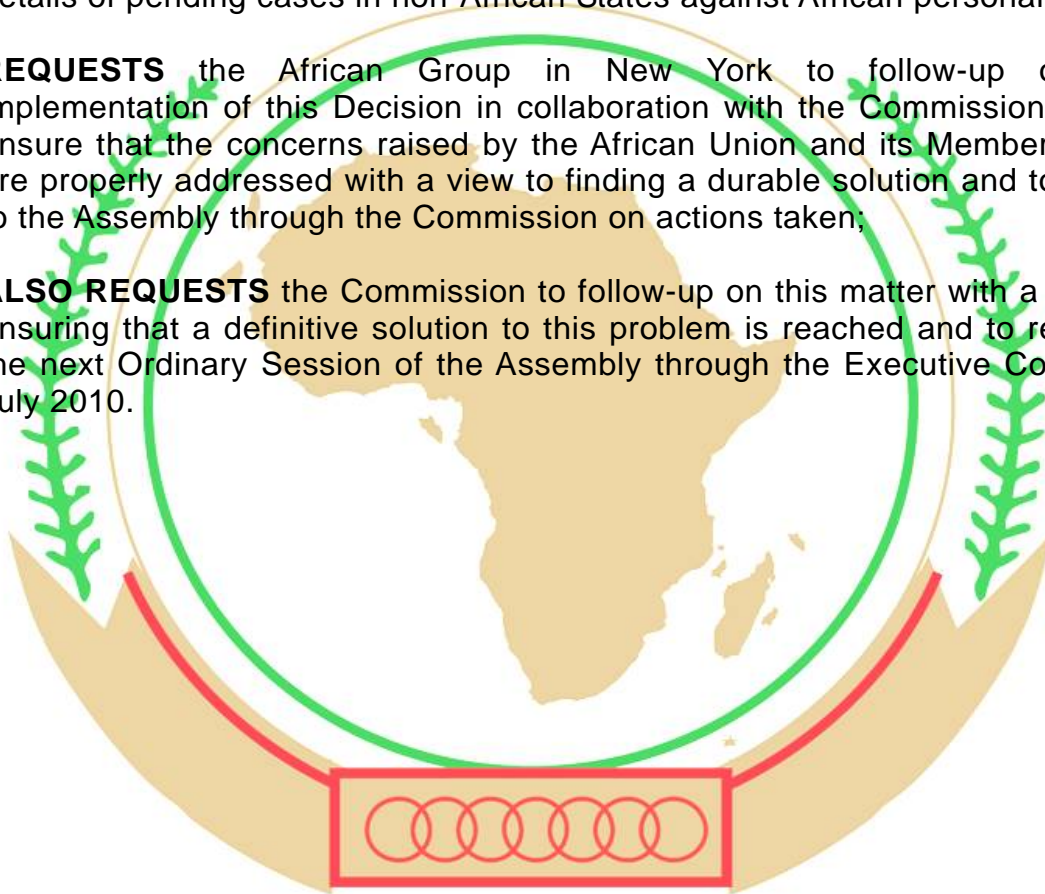 etails of pending cases in non-African States against African personal
REQUESTS the African Group in New York to follow-up o
mplementation of this Decision in collaboration with the Commission
nsure that the concerns raised by the African Union and its Member
re properly addressed with a view to finding a durable solution and to
o the Assembly through the Commission on actions taken;
ALSO REQUESTS the Commission to follow-up on this matter with a
nsuring that a definitive solution to this problem is reached and to re
he next Ordinary Session of the Assembly through the Executive Co
uly 2010.